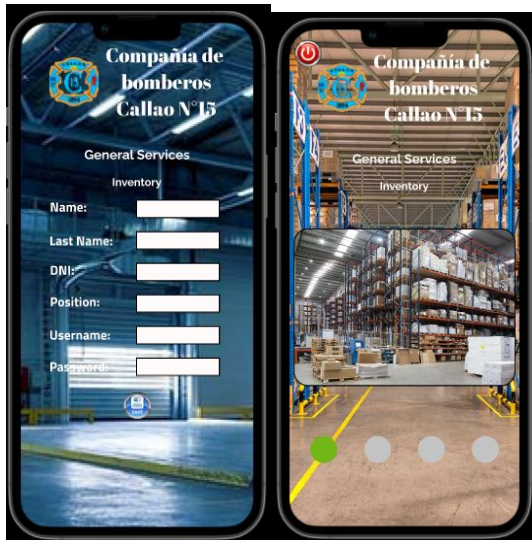 Compañía de
bomberos
Callao N°15
General Services
Inventory
Name:
Last Name:
DNI:
Position:
Username:
Password:
Compañía de
bomberos
Callao N°15
General Services
Inventory